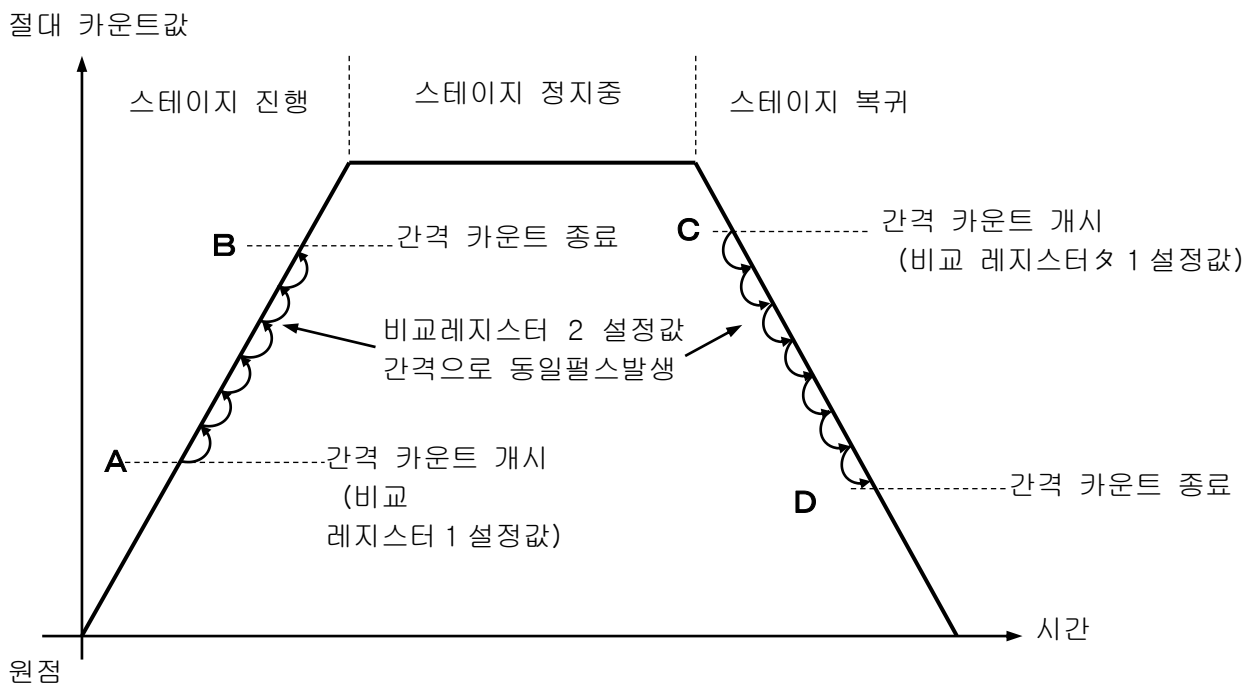 절대 카운트값
스테이지 진행
스테이지 정지중
스테이지 복귀
B
간격 카운트 종료
C
간격 카운트 개시
(비교 레지스터タ 1 설정값)
비교레지스터 2 설정값
간격으로 동일펄스발생
A
간격 카운트 개시
(비교
레지스터 1 설정값)
D
간격 카운트 종료
시간
원점